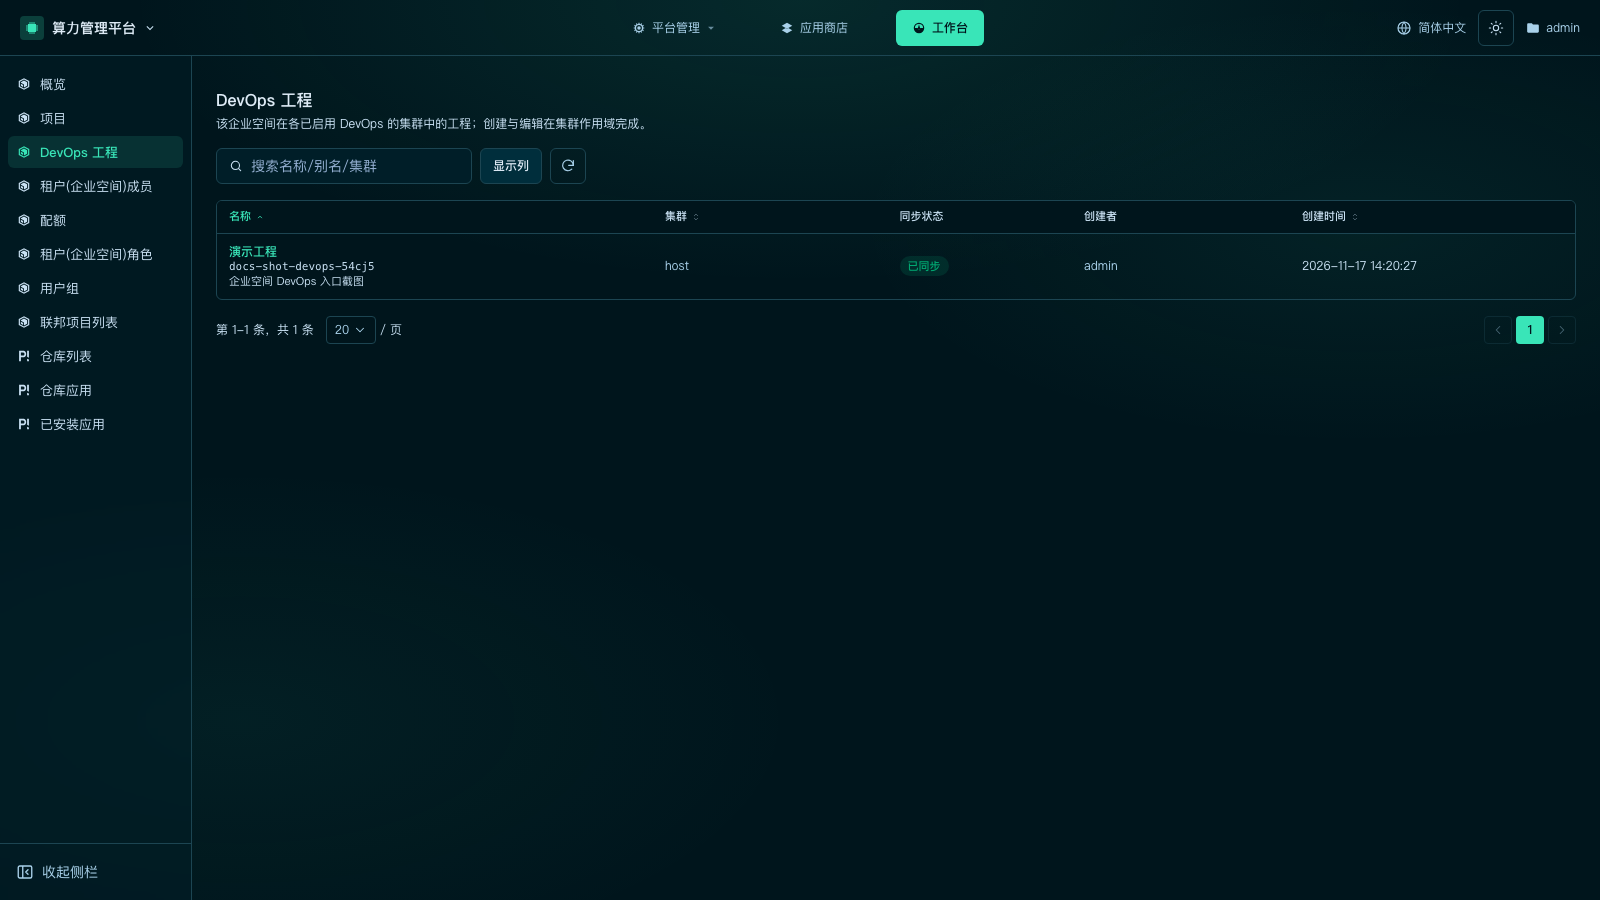 算力管理平台
平台管理
应用商店
工作台
简体中文
admin
概览
项目
DevOps 工程
租户(企业空间)成员
配额
租户(企业空间)角色
用户组
联邦项目列表
P! 仓库列表
P! 仓库应用
P! 已安装应用
收起侧栏
DevOps 工程
该企业空间在各已启用 DevOps 的集群中的工程；创建与编辑在集群作用域完成。
搜索名称/别名/集群
显示列
名称 集群 同步状态 创建者 创建时间
演示工程
docs-shot-devops-54cj5
企业空间 DevOps 入口截图
host
已同步
admin
2026-11-17 14:20:27
第 1-1 条，共 1 条
20
/ 页
1